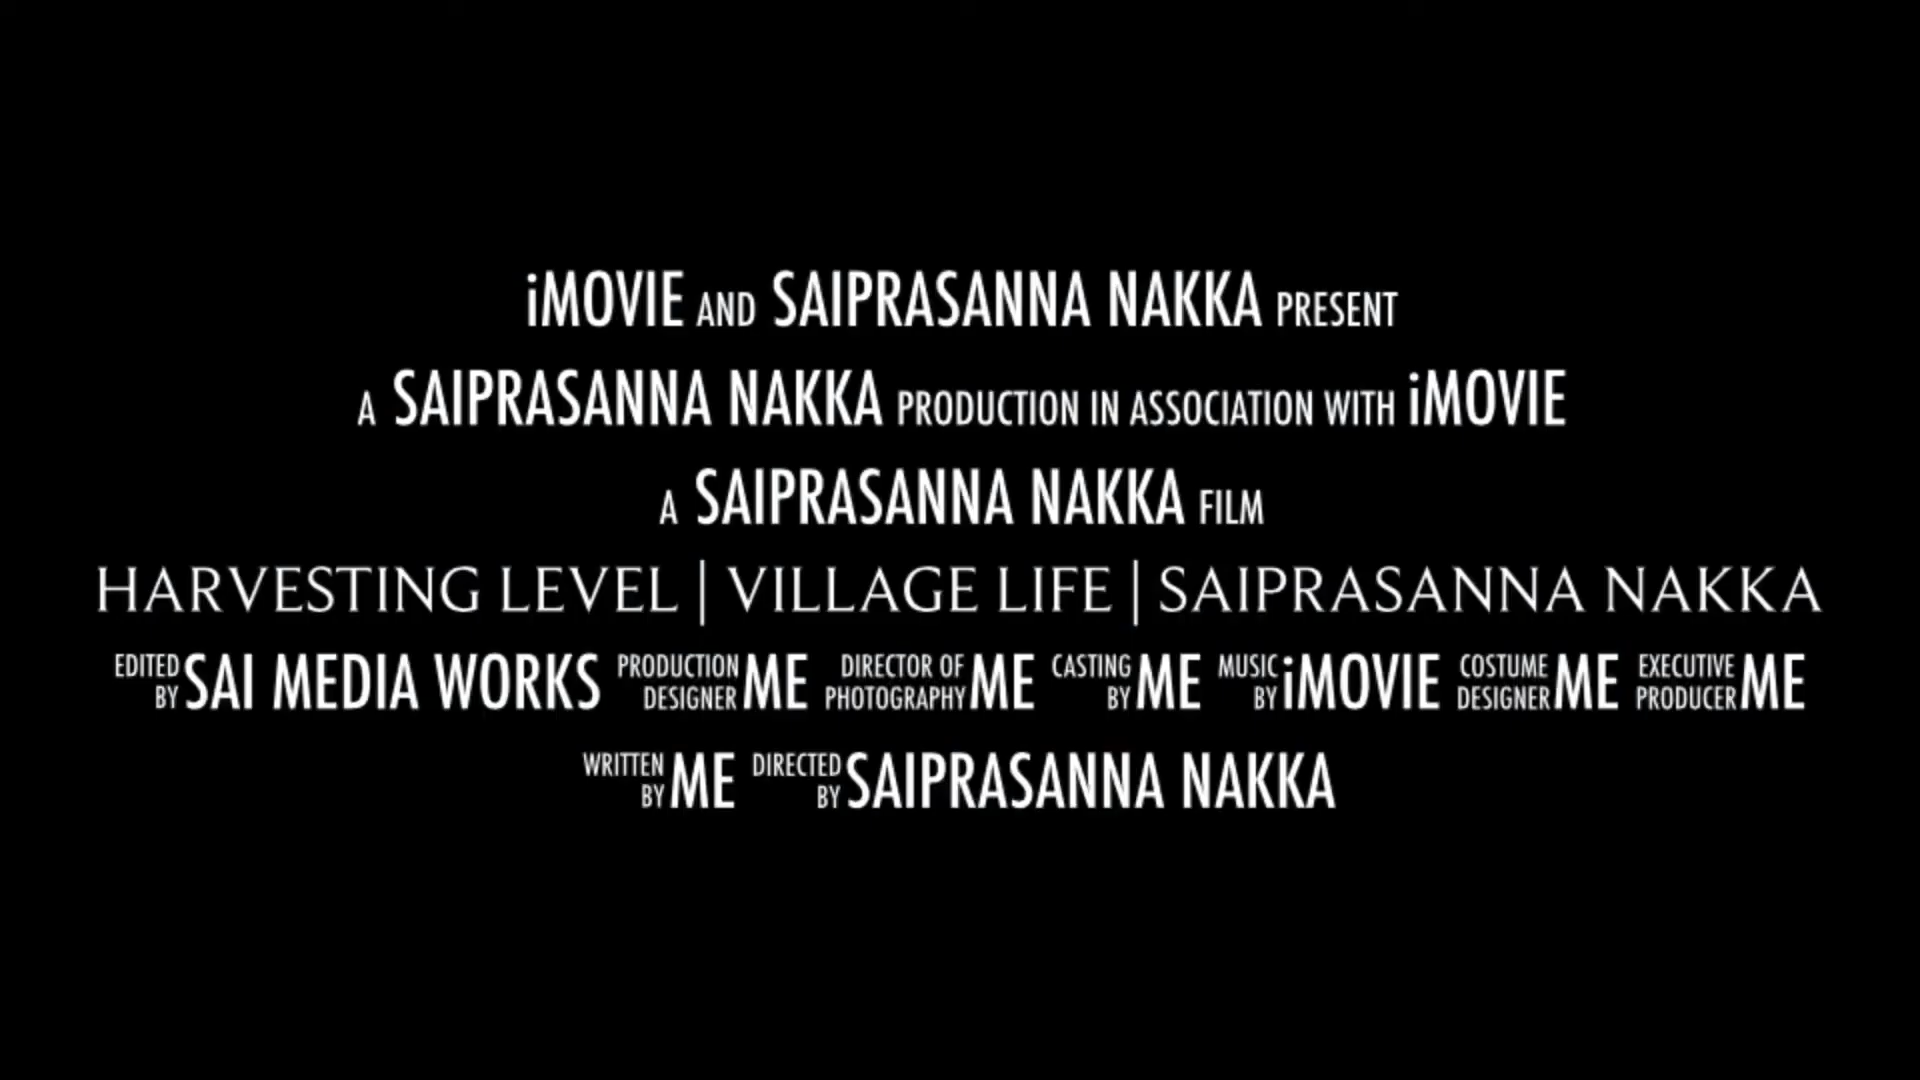 iMOVIE AND SAIPRASANNA NAKKA PRESENT
A SAIPRASANNA NAKKA PRODUCTION IN ASSOCIATION WITH iMOVIE
A SAIPRASANNA NAKKA FILM
HARVESTING LEVEL | VILLAGE LIFE | SAIPRASANNA NAKKA
EDITED BY SAI MEDIA WORKS PRODUCTION DESIGNER ME DIRECTOR OF PHOTOGRAPHY ME CASTING BY ME MUSIC BY iMOVIE COSTUME DESIGNER ME EXECUTIVE PRODUCER ME
WRITTEN BY ME DIRECTED BY SAIPRASANNA NAKKA